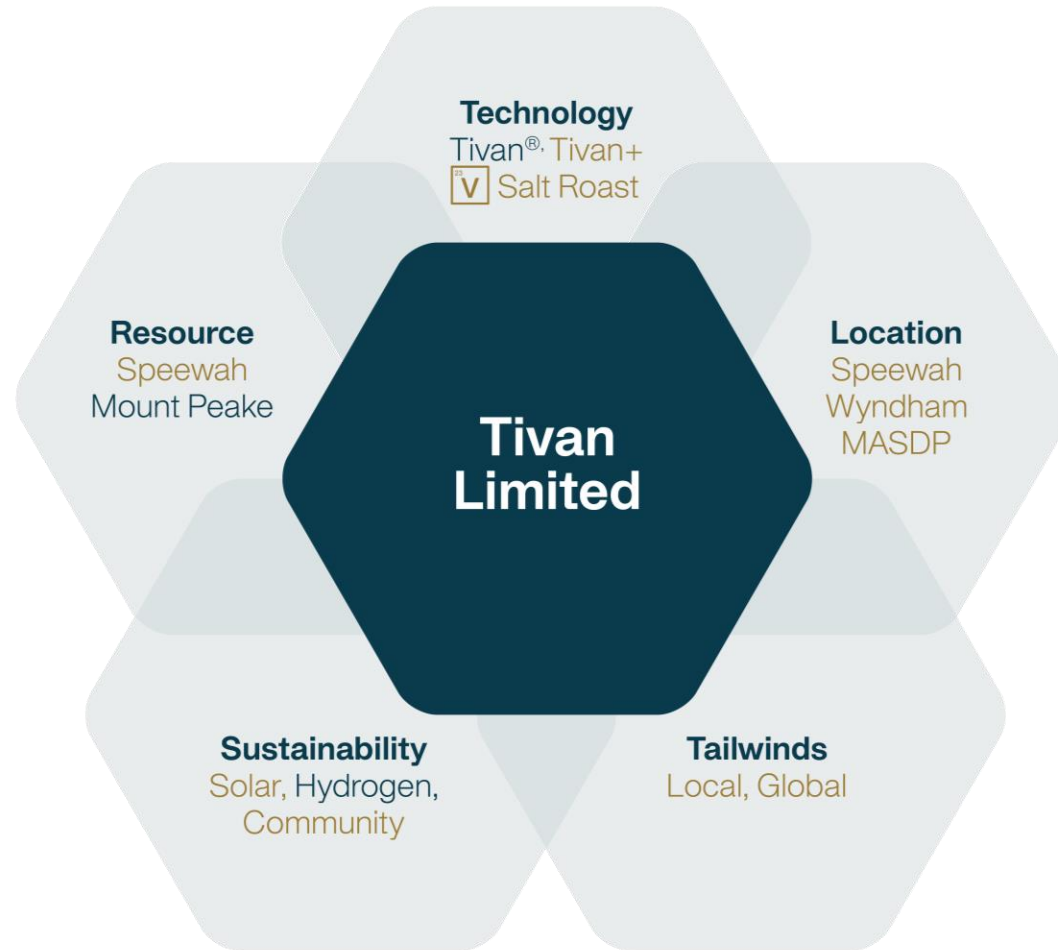 Technology
Tivan®, Tivan+
23 V Salt Roast
Resource
Speewah
Mount Peake
Location
Speewah
Wyndham
MASDP
Tivan
Limited
Sustainability
Solar, Hydrogen,
Community
Tailwinds
Local, Global